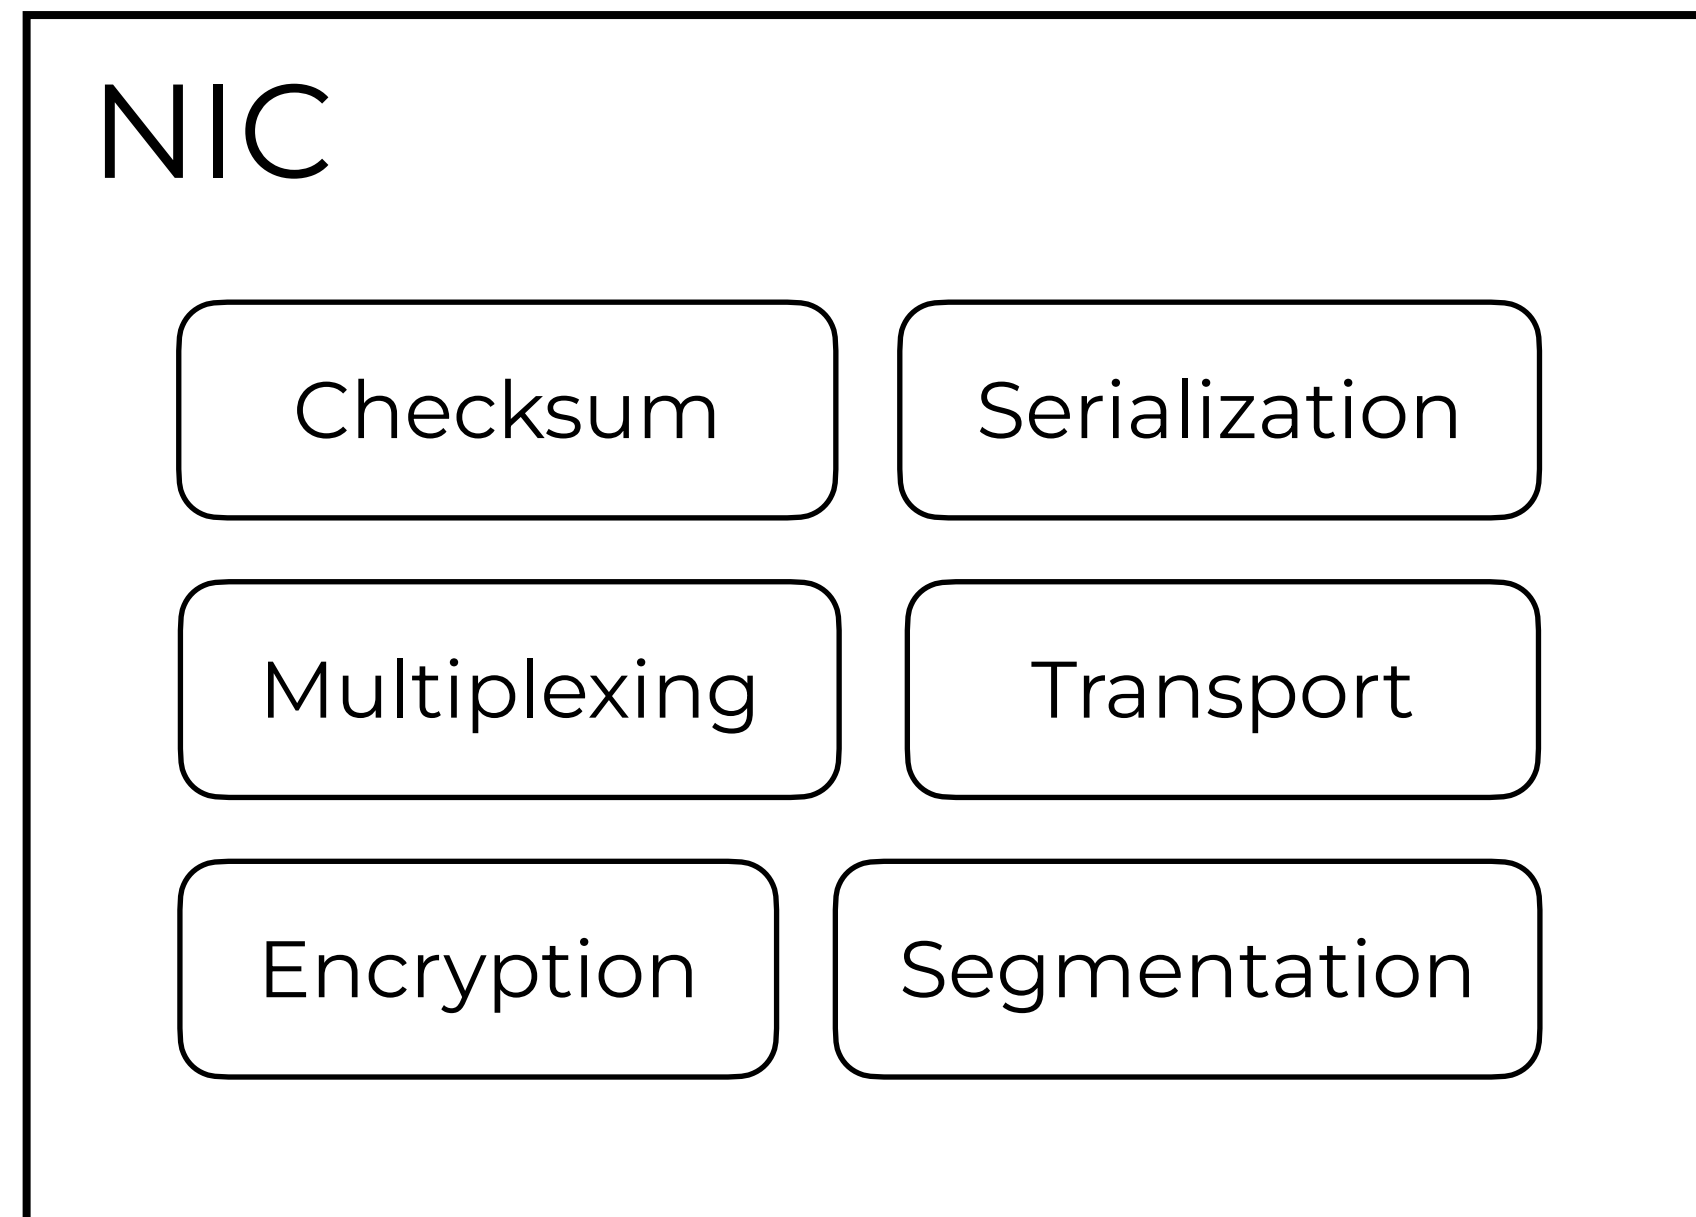 NIC
Checksum
Serialization
Multiplexing
Transport
Encryption
Segmentation